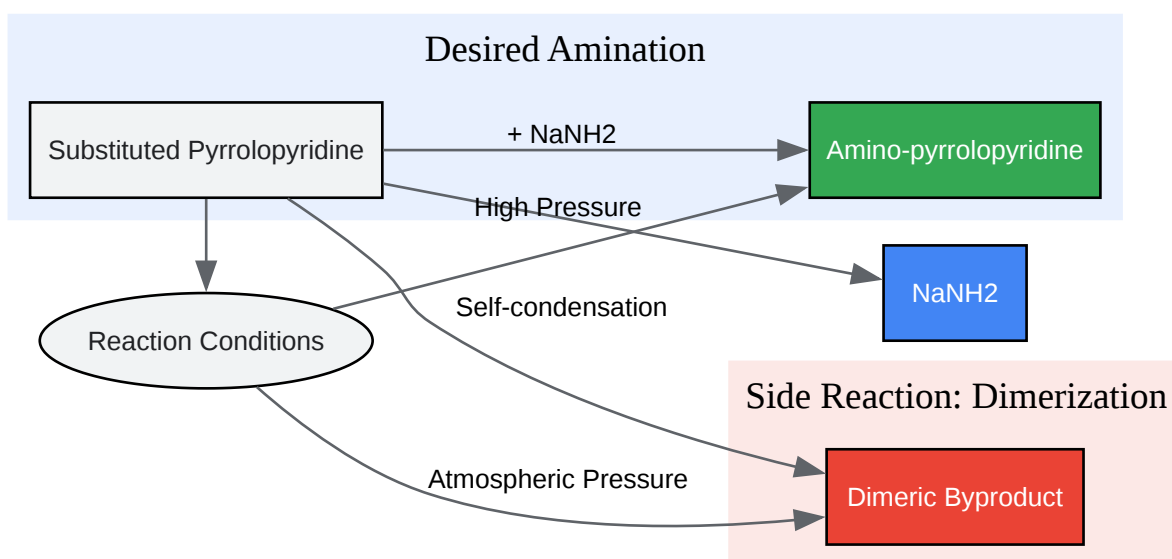 Desired Amination
+ NaNH2
Substituted Pyrrolopyridine
Amino-pyrrolopyridine
High Pressure
NaNH2
Self-condensation
Reaction Conditions
Side Reaction: Dimerization
Atmospheric Pressure
Dimeric Byproduct